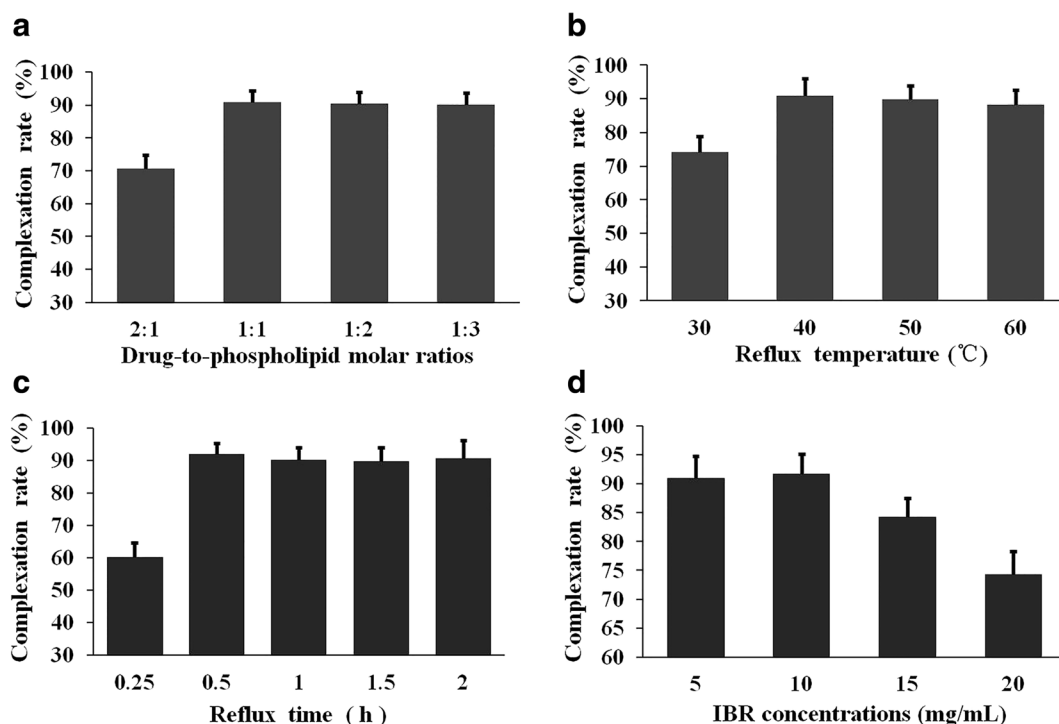 a
Complexation rate (%)
100
90
80
70
60
50
40
30
2:1 1:1 1:2 1:3
Drug-to-phospholipid molar ratios
b
Complexation rate (%)
100
90
80
70
60
50
40
30
30 40 50 60
Reflux temperature (℃)
c
Complexation rate (%)
100
90
80
70
60
50
40
30
0.25 0.5 1 1.5 2
Reflux time ( h )
d
Complexation rate (%)
100
95
90
85
80
75
70
65
60
5 10 15 20
IBR concentrations (mg/mL)